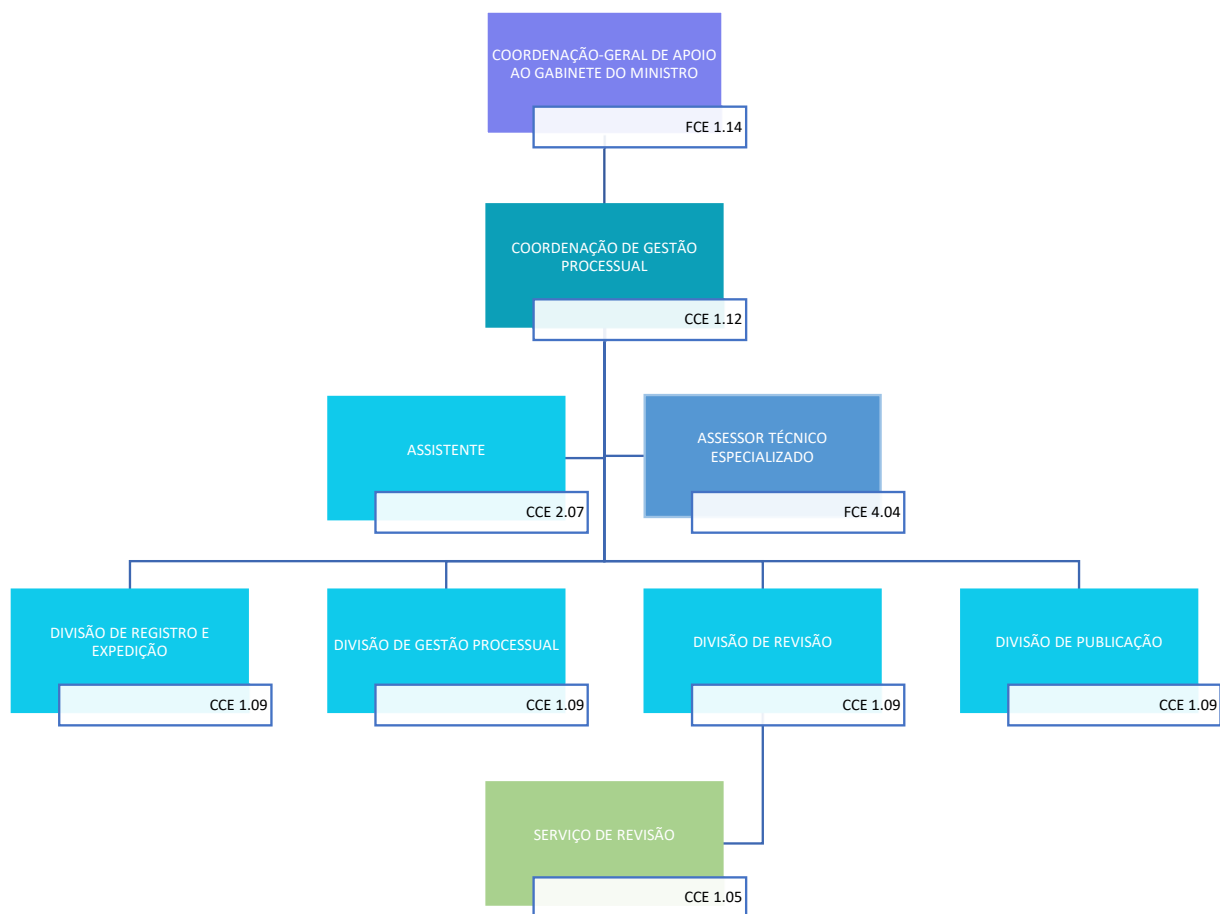 COORDENAÇÃO-GERAL DE APOIO
AO GABINETE DO MINISTRO
FCE 1.14
COORDENAÇÃO DE GESTÃO
PROCESSUAL
CCE 1.12
ASSISTENTE
CCE 2.07
ASSESSOR TÉCNICO
ESPECIALIZADO
FCE 4.04
DIVISÃO DE REGISTRO E
EXPEDIÇÃO
CCE 1.09
DIVISÃO DE GESTÃO PROCESSUAL
CCE 1.09
DIVISÃO DE REVISÃO
CCE 1.09
DIVISÃO DE PUBLICAÇÃO
CCE 1.09
SERVIÇO DE REVISÃO
CCE 1.05